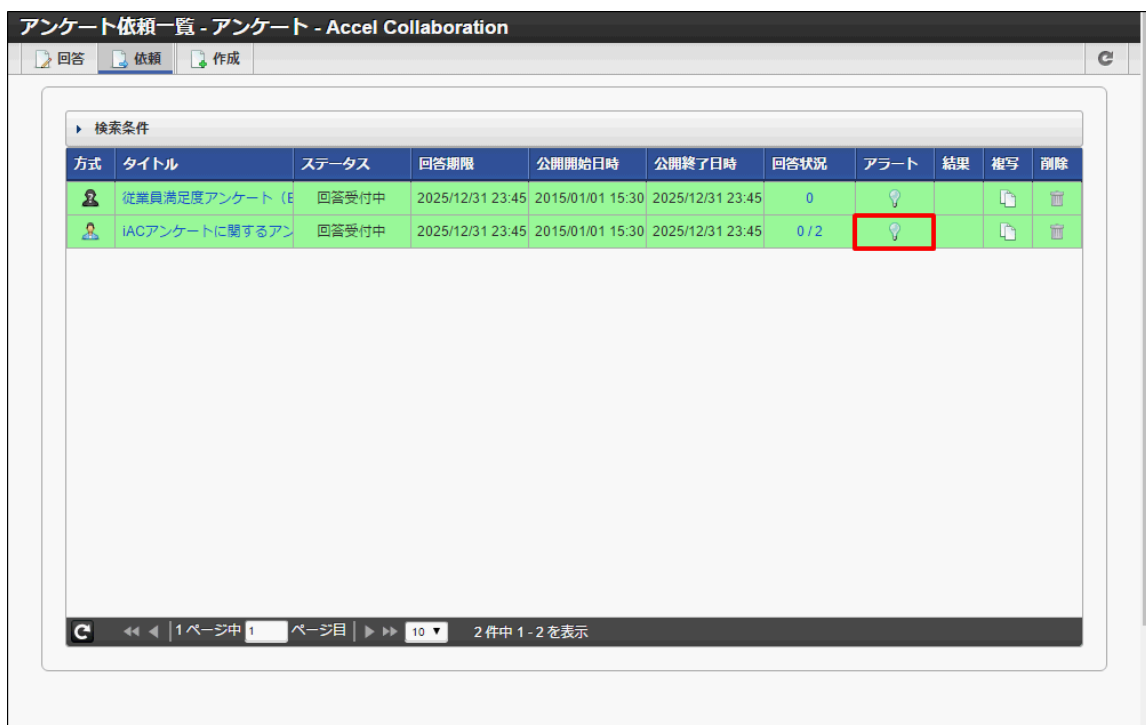 アンケート依頼一覧 - アンケート - Accel Collaboration
回答 依頼 作成
検索条件
方式 タイトル ステータス 回答期限 公開開始日時 公開終了日時 回答状況 アラート 結果 複写 削除
従業員満足度アンケート（E 回答受付中 2025/12/31 23:45 2015/01/01 15:30 2025/12/31 23:45 0
iACアンケートに関するアン 回答受付中 2025/12/31 23:45 2015/01/01 15:30 2025/12/31 23:45 0 / 2
1 ページ中 1 ページ目 10 2 件中 1 - 2 を表示